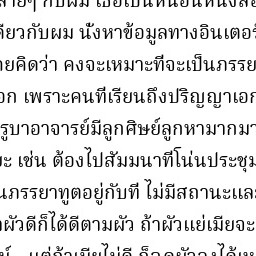 ลายๆ กับผม เธอเป็นหนอนหนังสือ
ดียวกับผม นั่งหาข้อมูลทางอินเตอร์
ยคิดว่า คงจะเหมาะที่จะเป็นภรรย
อก เพราะคนที่เรียนถึงปริญญาเอก
รูบาอาจารย์มีลูกศิษย์ลูกหามากมา
ยะ เช่น ต้องไปสัมมนาที่โน่นประชุม
นภรรยาทูตอยู่กับที่ ไม่มีสถานะและ
ผัวดีก็ได้ดีตามผัว ถ้าผัวแย่เมียจะ